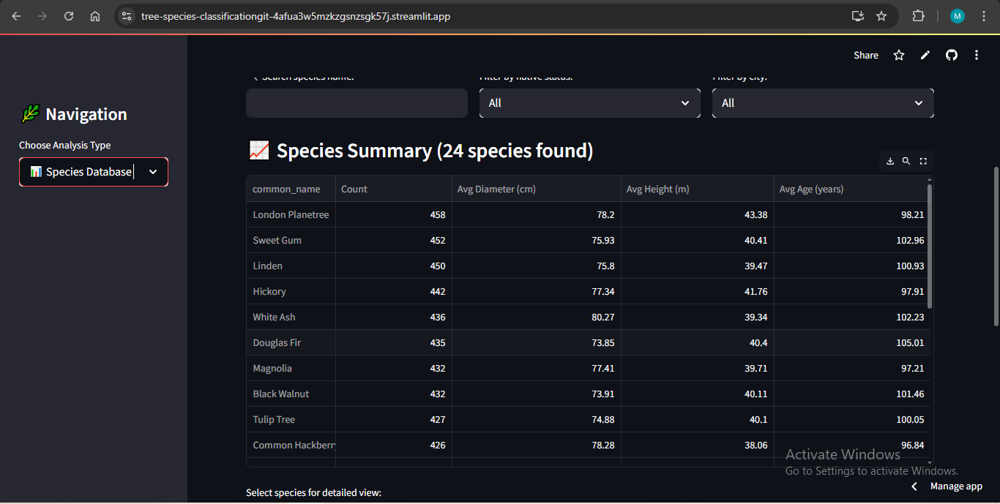 tree-species-classificationgit-4afua3w5mzkzgsnzsgk57j.streamlit.app
M
Share
Navigation
Choose Analysis Type
Species Database
Search species name:
Filter by native status:
Filter by city:
All
All
Species Summary (24 species found)
common_name Count Avg Diameter (cm) Avg Height (m) Avg Age (years)
London Planetree 458 78.2 43.38 98.21
Sweet Gum 452 75.93 40.41 102.96
Linden 450 75.8 39.47 100.93
Hickory 442 77.34 41.76 97.91
White Ash 436 80.27 39.34 102.23
Douglas Fir 435 73.85 40.4 105.01
Magnolia 432 77.41 39.71 97.21
Black Walnut 432 73.91 40.11 101.46
Tulip Tree 427 74.88 40.1 100.05
Common Hackberry 426 78.28 38.06 96.84
Activate Windows
Go to Settings to activate Windows.
Manage app
Select species for detailed view: